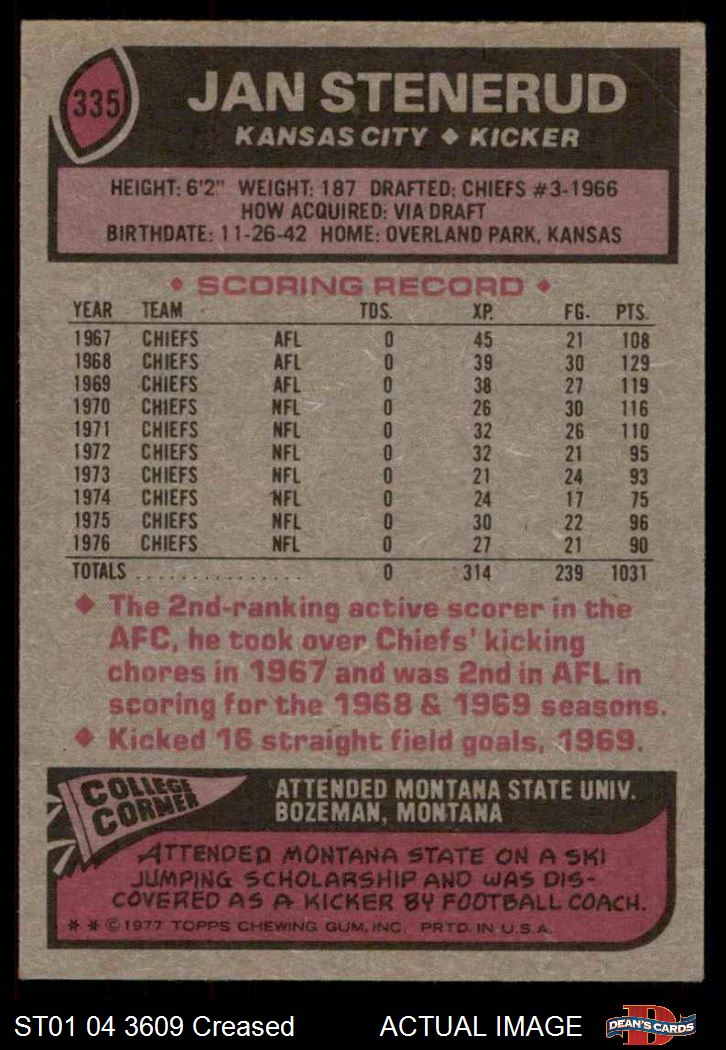 335
JAN STENERUD
KANSAS CITY ◆ KICKER
HEIGHT: 6'2" WEIGHT: 187 DRAFTED: CHIEFS #3-1966
HOW ACQUIRED: VIA DRAFT
BIRTHDATE: 11-26-42 HOME: OVERLAND PARK, KANSAS
◆ SCORING RECORD ◆
YEAR TEAM TDS. XP. FG. PTS.
1967 CHIEFS AFL 0 45 21 108
1968 CHIEFS AFL 0 39 30 129
1969 CHIEFS AFL 0 38 27 119
1970 CHIEFS NFL 0 26 30 116
1971 CHIEFS NFL 0 32 26 110
1972 CHIEFS NFL 0 32 21 95
1973 CHIEFS NFL 0 21 24 93
1974 CHIEFS NFL 0 24 17 75
1975 CHIEFS NFL 0 30 22 96
1976 CHIEFS NFL 0 27 21 90
TOTALS ................ 0 314 239 1031
◆ The 2nd-ranking active scorer in the
AFC, he took over Chiefs' kicking
chores in 1967 and was 2nd in AFL in
scoring for the 1968 & 1969 seasons.
◆ Kicked 16 straight field goals, 1969.
COLLEGE
CORNER
ATTENDED MONTANA STATE UNIV.
BOZEMAN, MONTANA
ATTENDED MONTANA STATE ON A SKI
JUMPING SCHOLARSHIP AND WAS DIS-
COVERED AS A KICKER BY FOOTBALL COACH.
* * © 1977 TOPPS CHEWING GUM, INC. PRTD. IN U.S.A.
ST01 04 3609 Creased ACTUAL IMAGE
D
DEAN'S CARDS